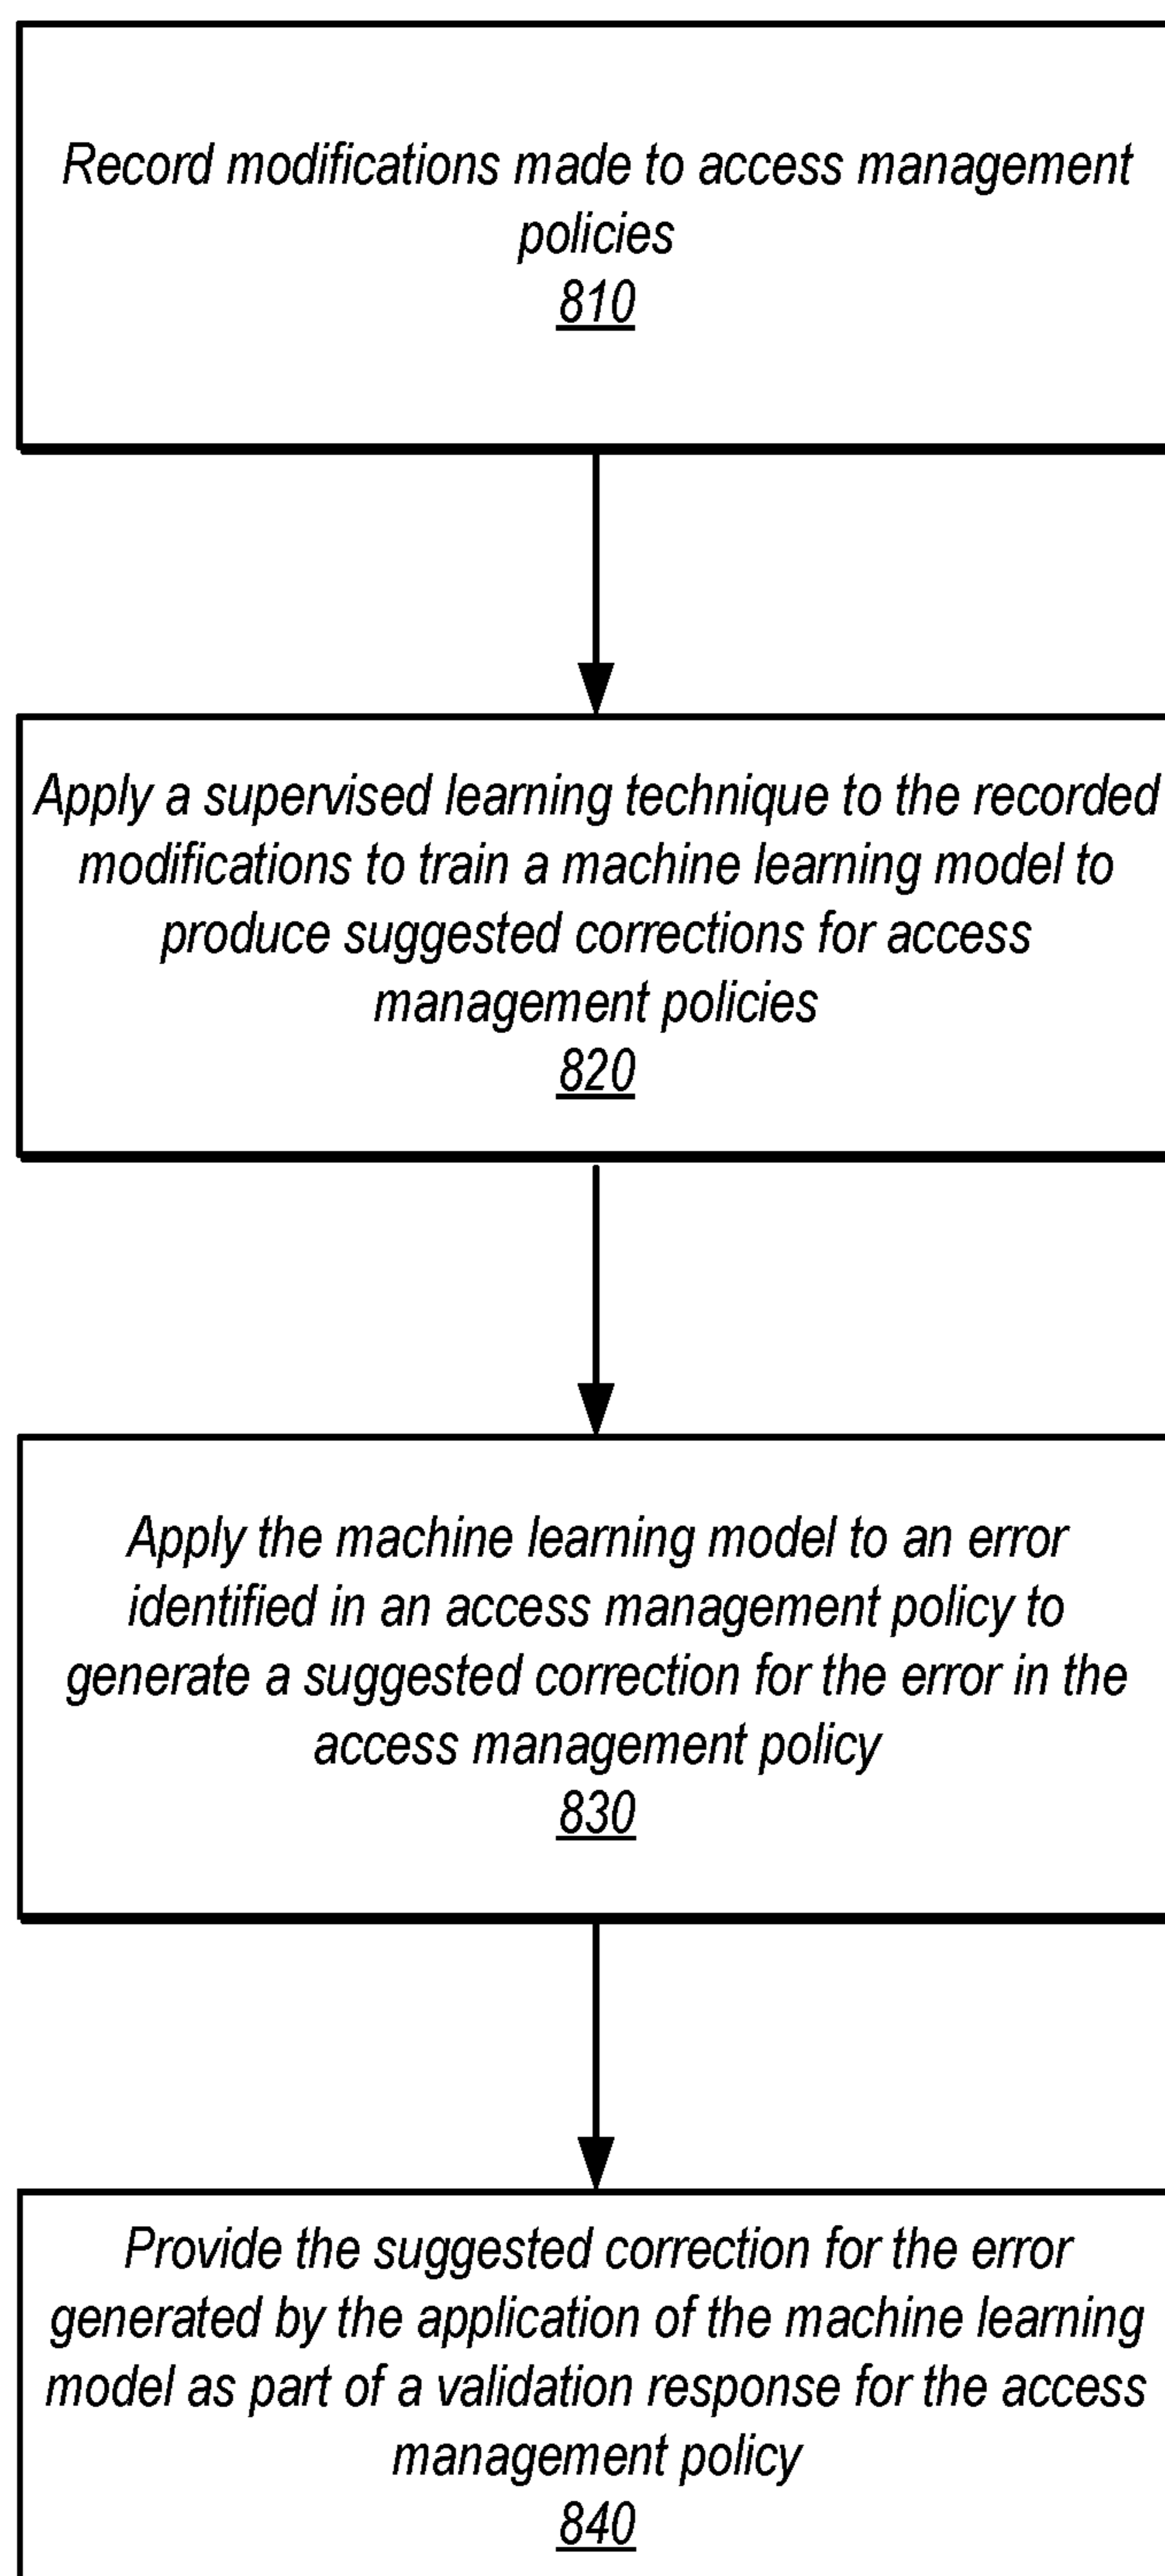 Record modifications made to access management
policies
810
Apply a supervised learning technique to the recorded
modifications to train a machine learning model to
produce suggested corrections for access
management policies
820
Apply the machine learning model to an error
identified in an access management policy to
generate a suggested correction for the error in the
access management policy
830
Provide the suggested correction for the error
generated by the application of the machine learning
model as part of a validation response for the access
management policy
840